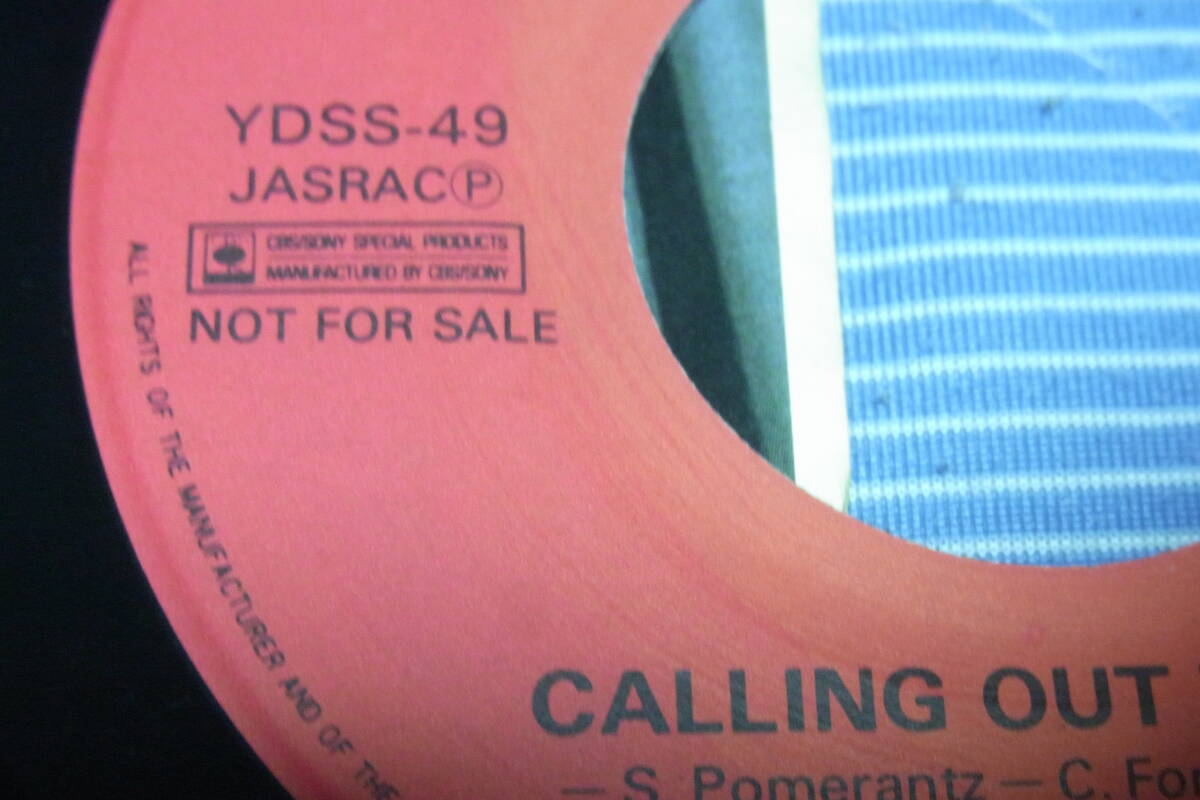 YDSS-49
JASRACⓅ
CBS/SONY SPECIAL PRODUCTS
MANUFACTURED BY CBS/SONY
NOT FOR SALE
ALL RIGHTS OF THE MANUFACTURER AND OF THE
CALLING OUT
— S. Pomerantz — C.